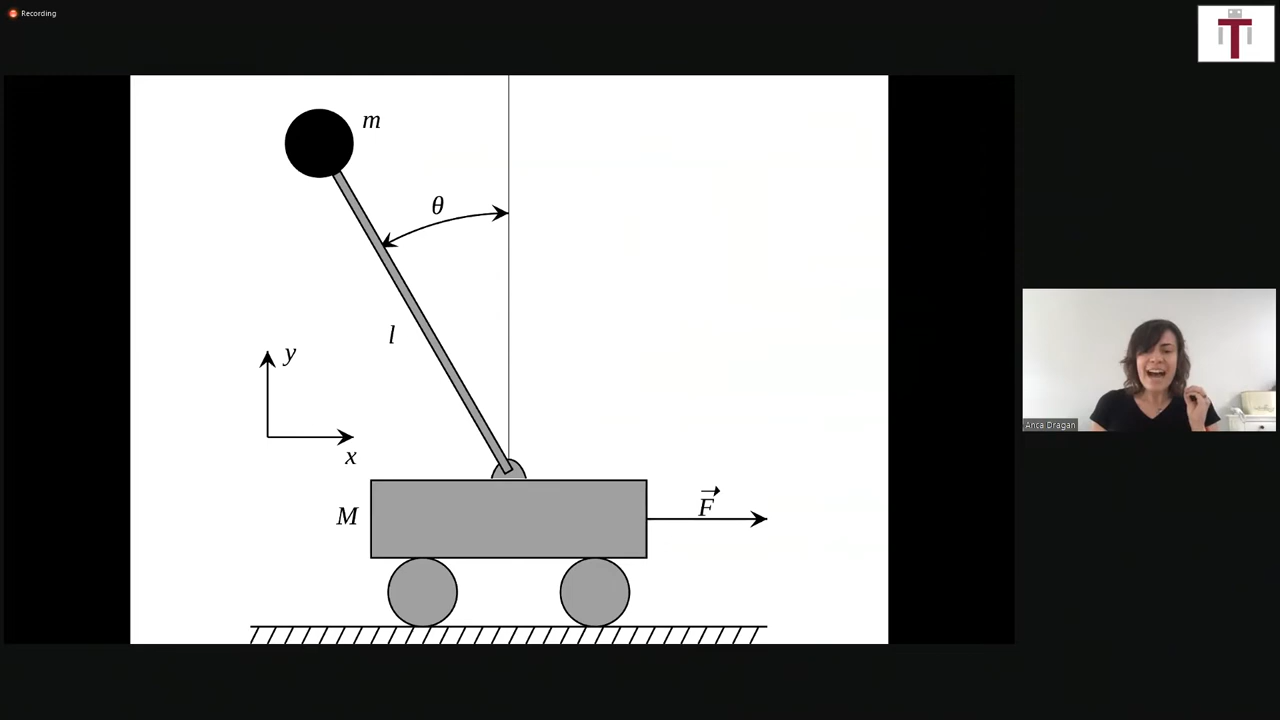 Recording
T
m
θ
l
y
x
M
F
Anca Dragan